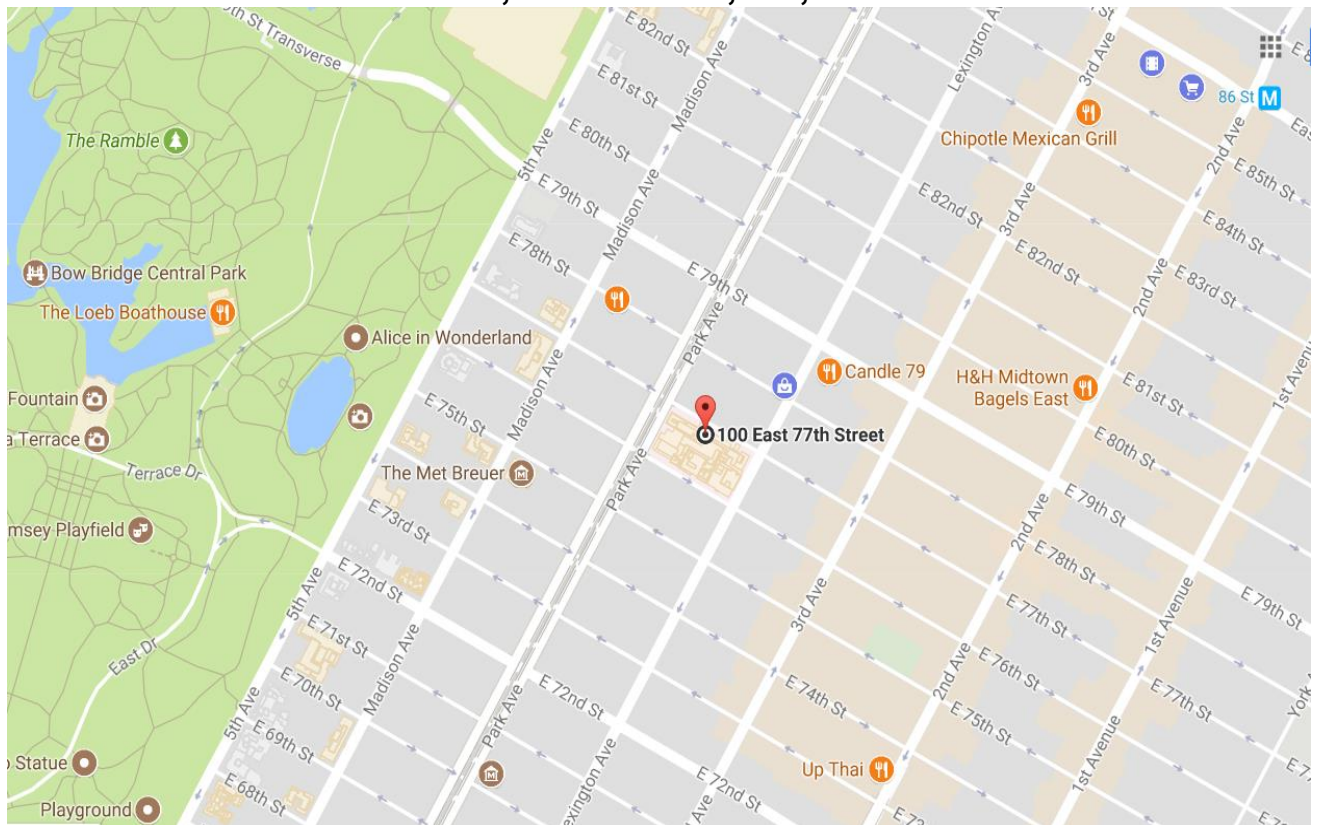 E 82nd St
Madison Ave
Lexington A
3rd Ave
86 St M
Chipotle Mexican Grill
Transverse
The Ramble
E 81st St
E 80th St
5th Ave
E 79th St
Madison Ave
E 82nd St
3rd Ave
2nd Ave
E 85th St
E 84th St
E 83rd St
Bow Bridge Central Park
The Loeb Boathouse
E 78th St
E 79th St
E 82nd St
2nd Ave
Alice in Wonderland
Park Ave
Candle 79
H&H Midtown
Bagels East
E 81st St
1st Avenu
Fountain
a Terrace
E 75th St
Madison Ave
100 East 77th Street
E 80th St
The Met Breuer
Terrace Dr
Park Ave
E 79th St
msey Playfield
E 73rd St
2nd Ave
E 78th St
E 79th St
5th Ave
E 72nd St
3rd Ave
E 77th St
1st Avenue
East Dr
E 71st St
Madison Ave
E 76th St
E 77th St
York A
E 70th St
5th Ave
Park Ave
E 72nd St
E 74th St
2nd Ave
E 75th St
Statue
E 69th St
E 68th St
exington Ave
E 72nd St
Up Thai
1st Avenue
Playground
Ave